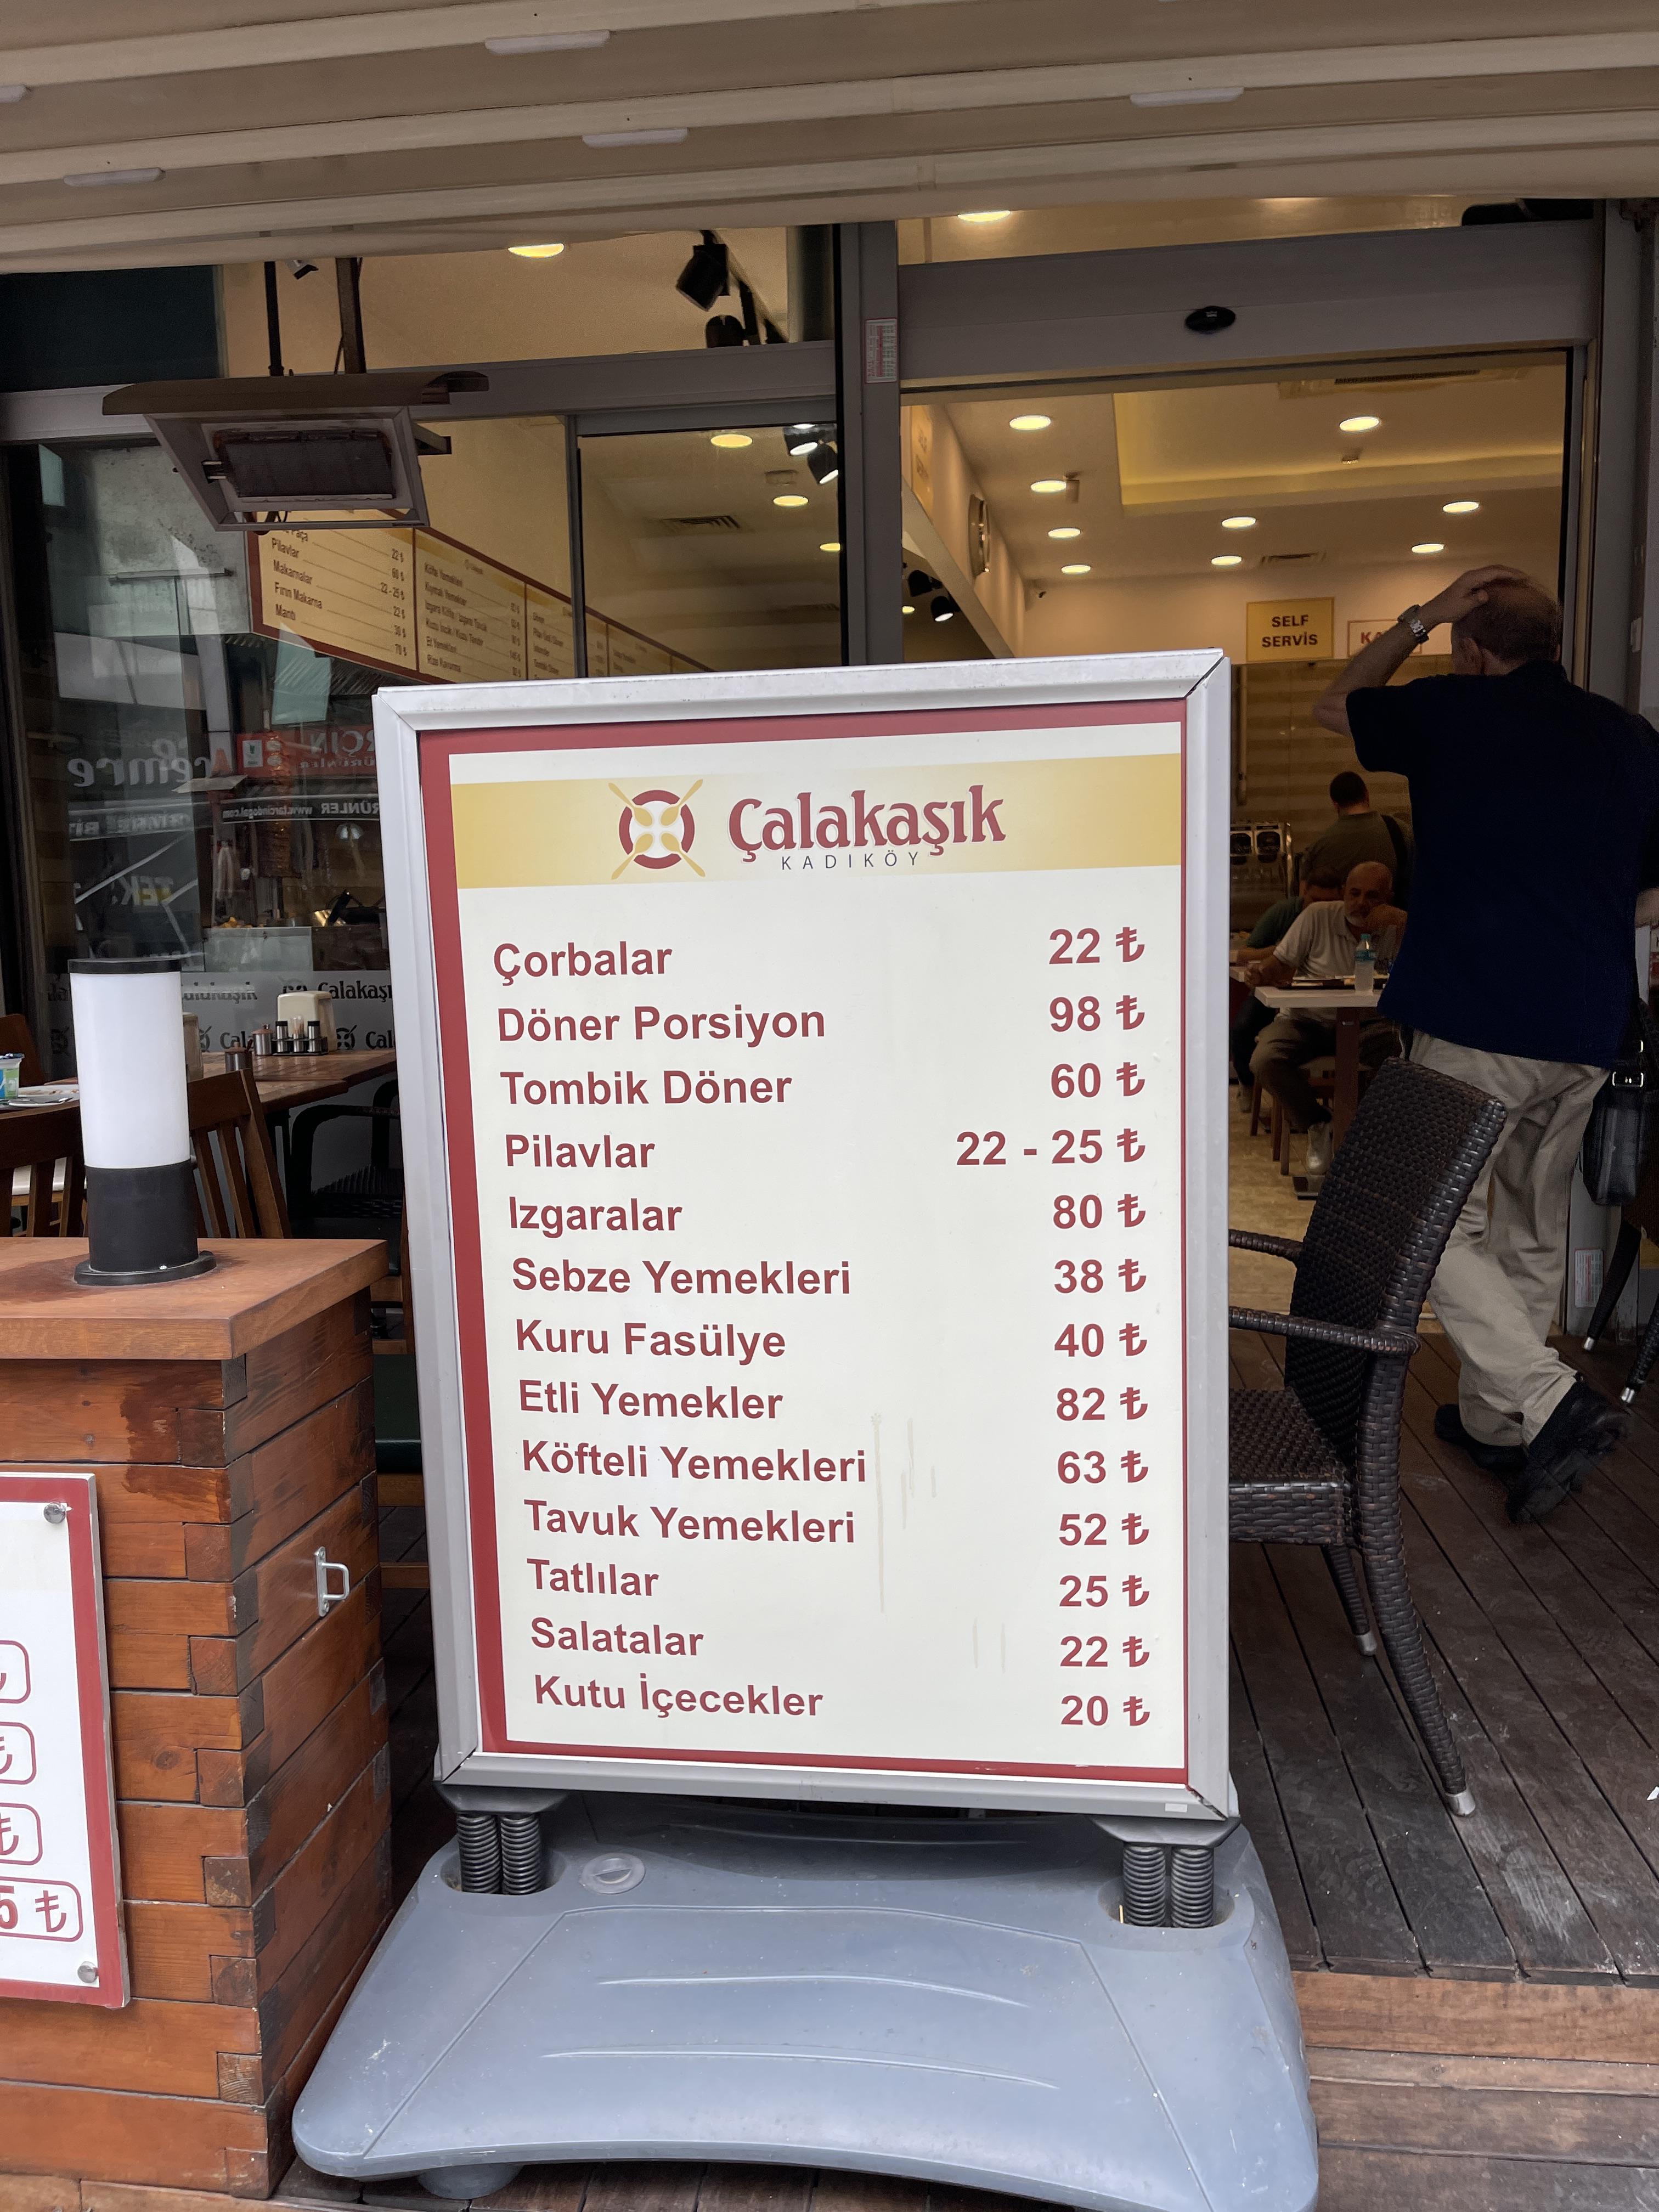 SELF
SERVİS
Pilavlar
Makarnalar
Fırın Makarna
Mantı
Çalakaşık
KADIKÖY
Çorbalar 22 ₺
Döner Porsiyon 98 ₺
Tombik Döner 60 ₺
Pilavlar 22 - 25 ₺
Izgaralar 80 ₺
Sebze Yemekleri 38 ₺
Kuru Fasülye 40 ₺
Etli Yemekler 82 ₺
Köfteli Yemekleri 63 ₺
Tavuk Yemekleri 52 ₺
Tatlılar 25 ₺
Salatalar 22 ₺
Kutu İçecekler 20 ₺